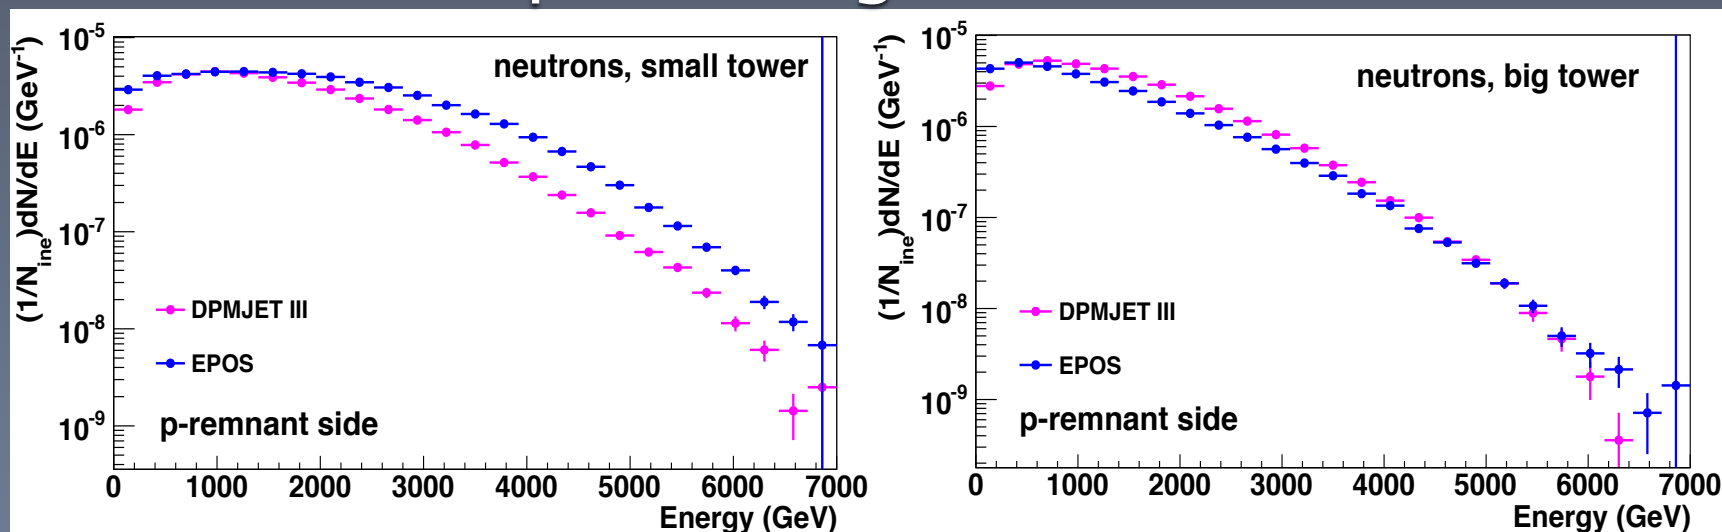 neutrons, small tower
(1/N_ine)dN/dE (GeV⁻¹)
10⁻⁵
10⁻⁶
10⁻⁷
10⁻⁸
10⁻⁹
DPMJET III
EPOS
p-remnant side
0 1000 2000 3000 4000 5000 6000 7000
Energy (GeV)
neutrons, big tower
(1/N_ine)dN/dE (GeV⁻¹)
10⁻⁵
10⁻⁶
10⁻⁷
10⁻⁸
10⁻⁹
DPMJET III
EPOS
p-remnant side
0 1000 2000 3000 4000 5000 6000 7000
Energy (GeV)